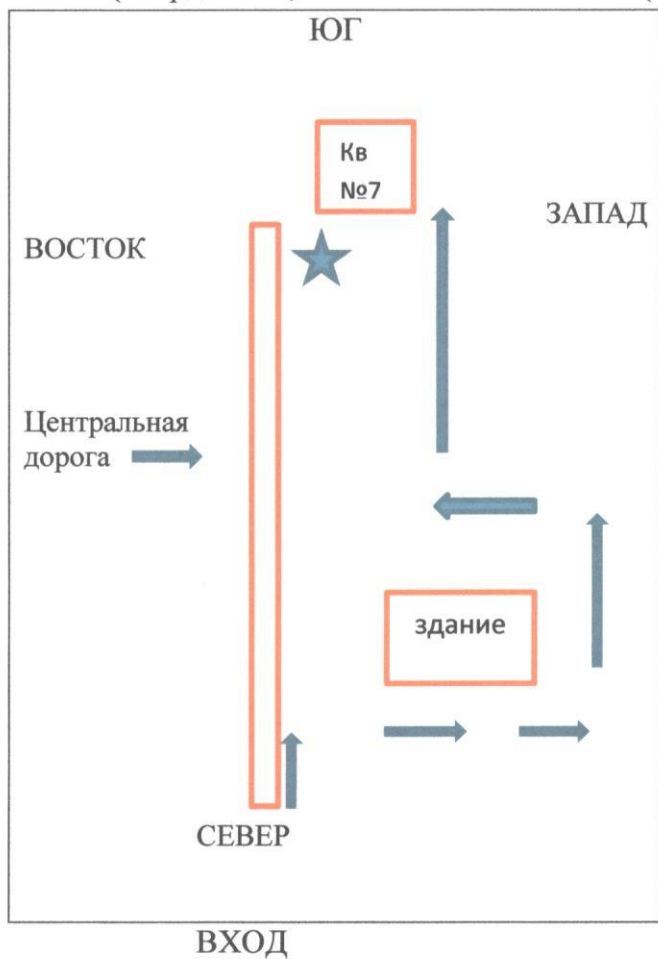 ЮГ
Кв
№7
ЗАПАД
ВОСТОК
Центральная
дорога
здание
СЕВЕР
ВХОД